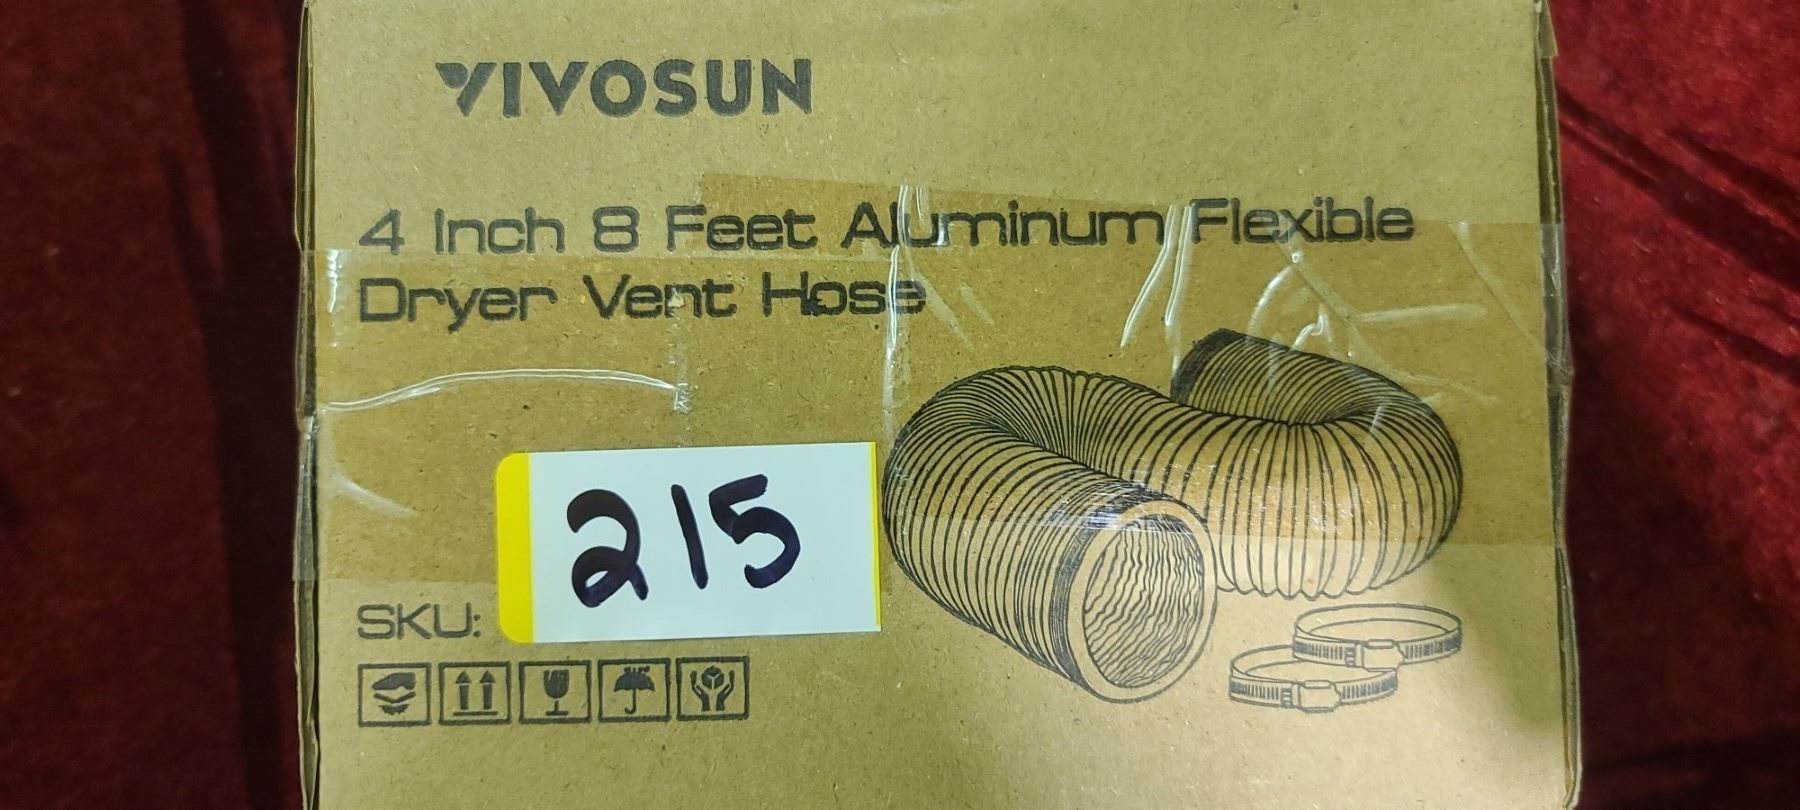 VIVOSUN
4 Inch 8 Feet Aluminum Flexible
Dryer Vent Hose
215
SKU: